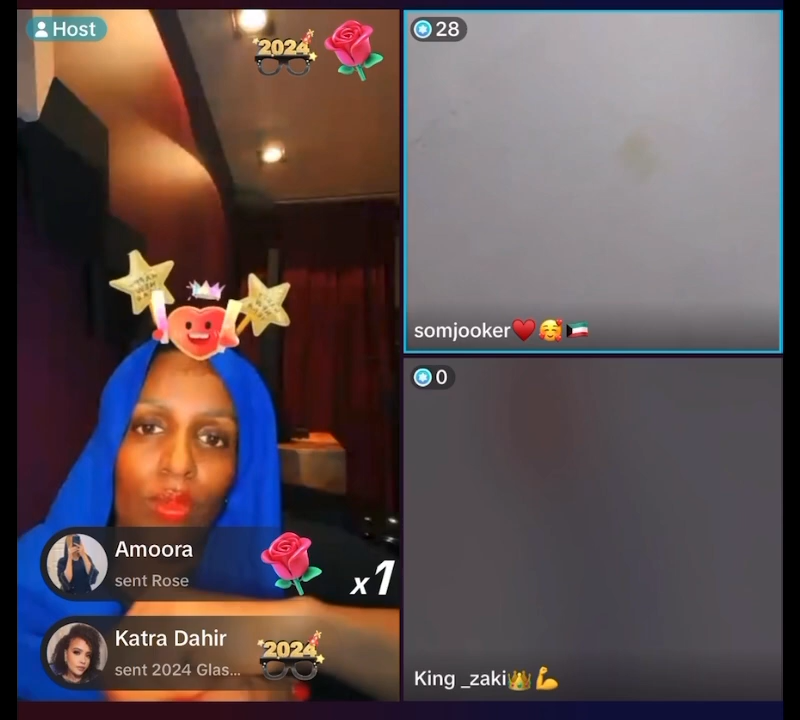 Host
2024
28
somjooker❤️🥰🇰🇼
0
Amoora
sent Rose
x1
Katra Dahir
sent 2024 Glas...
2024
King _zaki👑💪